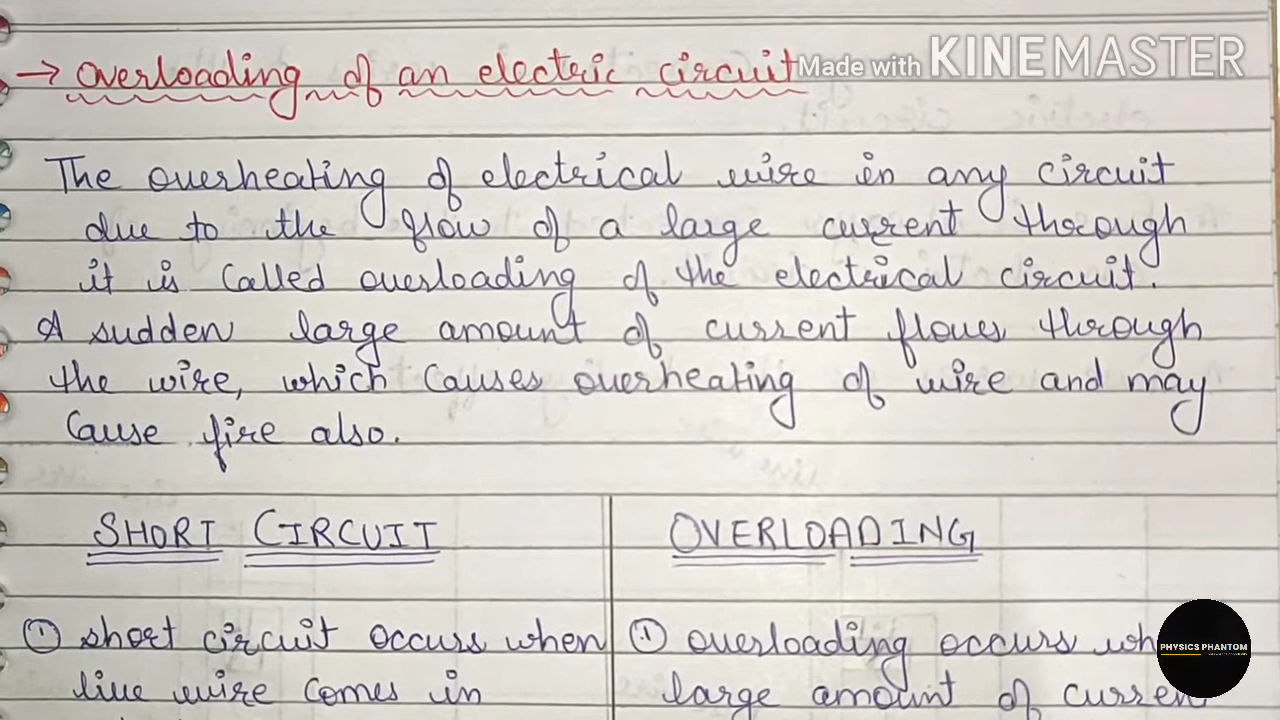 → Overloading of an electric circuit
Made with KINEMASTER
The overheating of electrical wire in any circuit
due to the flow of a large current through
it is called overloading of the electrical circuit.
A sudden large amount of current flows through
the wire, which causes overheating of wire and may
cause fire also.
SHORT CIRCUIT
① short circuit occurs when
live wire comes in
OVERLOADING
① overloading occurs
large amount of
PHYSICS PHANTOM